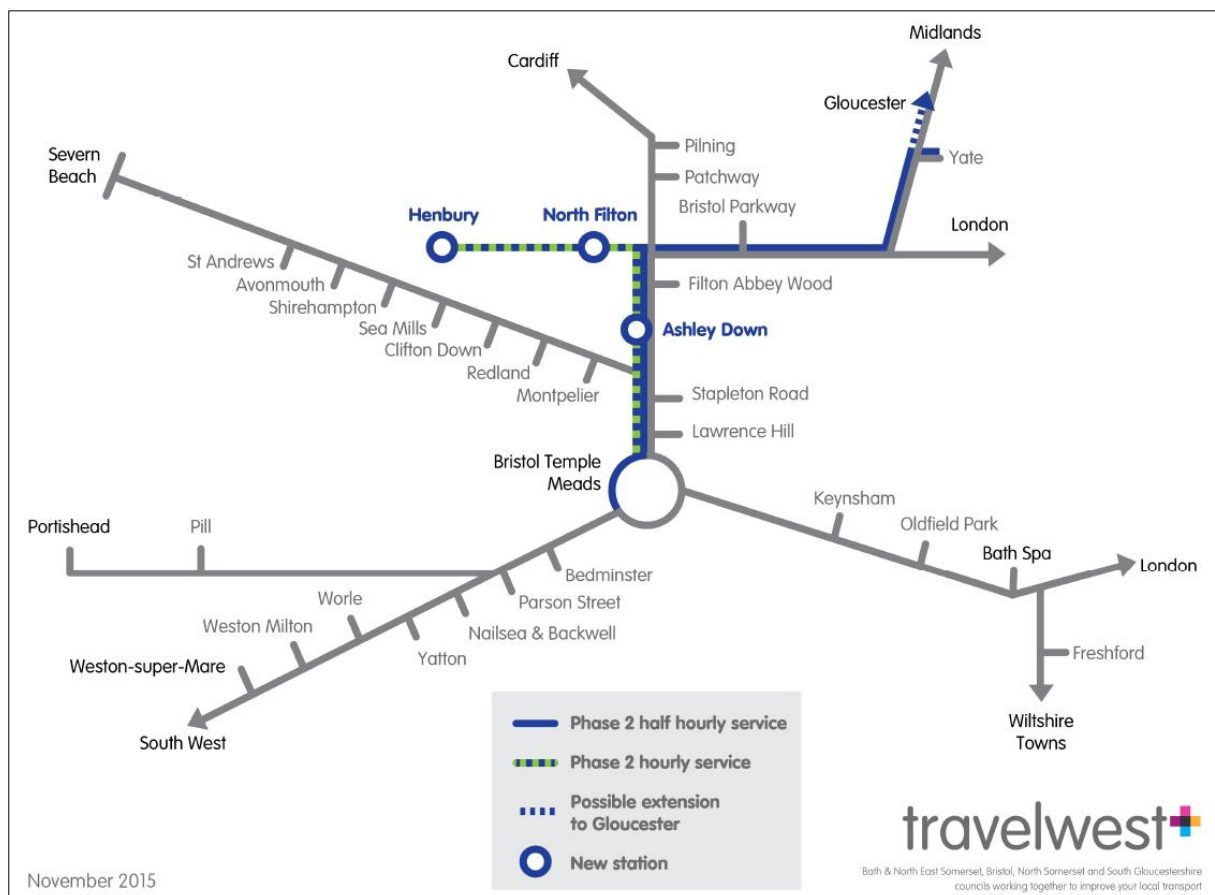 Midlands
Cardiff
Gloucester
Pilning
Yate
Severn
Beach
Patchway
Bristol Parkway
Henbury
North Filton
London
St Andrews
Avonmouth
Shirehampton
Sea Mills
Clifton Down
Redland
Montpelier
Filton Abbey Wood
Ashley Down
Stapleton Road
Lawrence Hill
Bristol Temple
Meads
Keynsham
Oldfield Park
Bath Spa
London
Portishead
Pill
Bedminster
Parson Street
Nailsea & Backwell
Yatton
Worle
Weston Milton
Weston-super-Mare
South West
Freshford
Wiltshire
Towns
Phase 2 half hourly service
Phase 2 hourly service
Possible extension
to Gloucester
New station
travelwest+
Bath & North East Somerset, Bristol, North Somerset and South Gloucestershire
councils working together to improve your local transport
November 2015